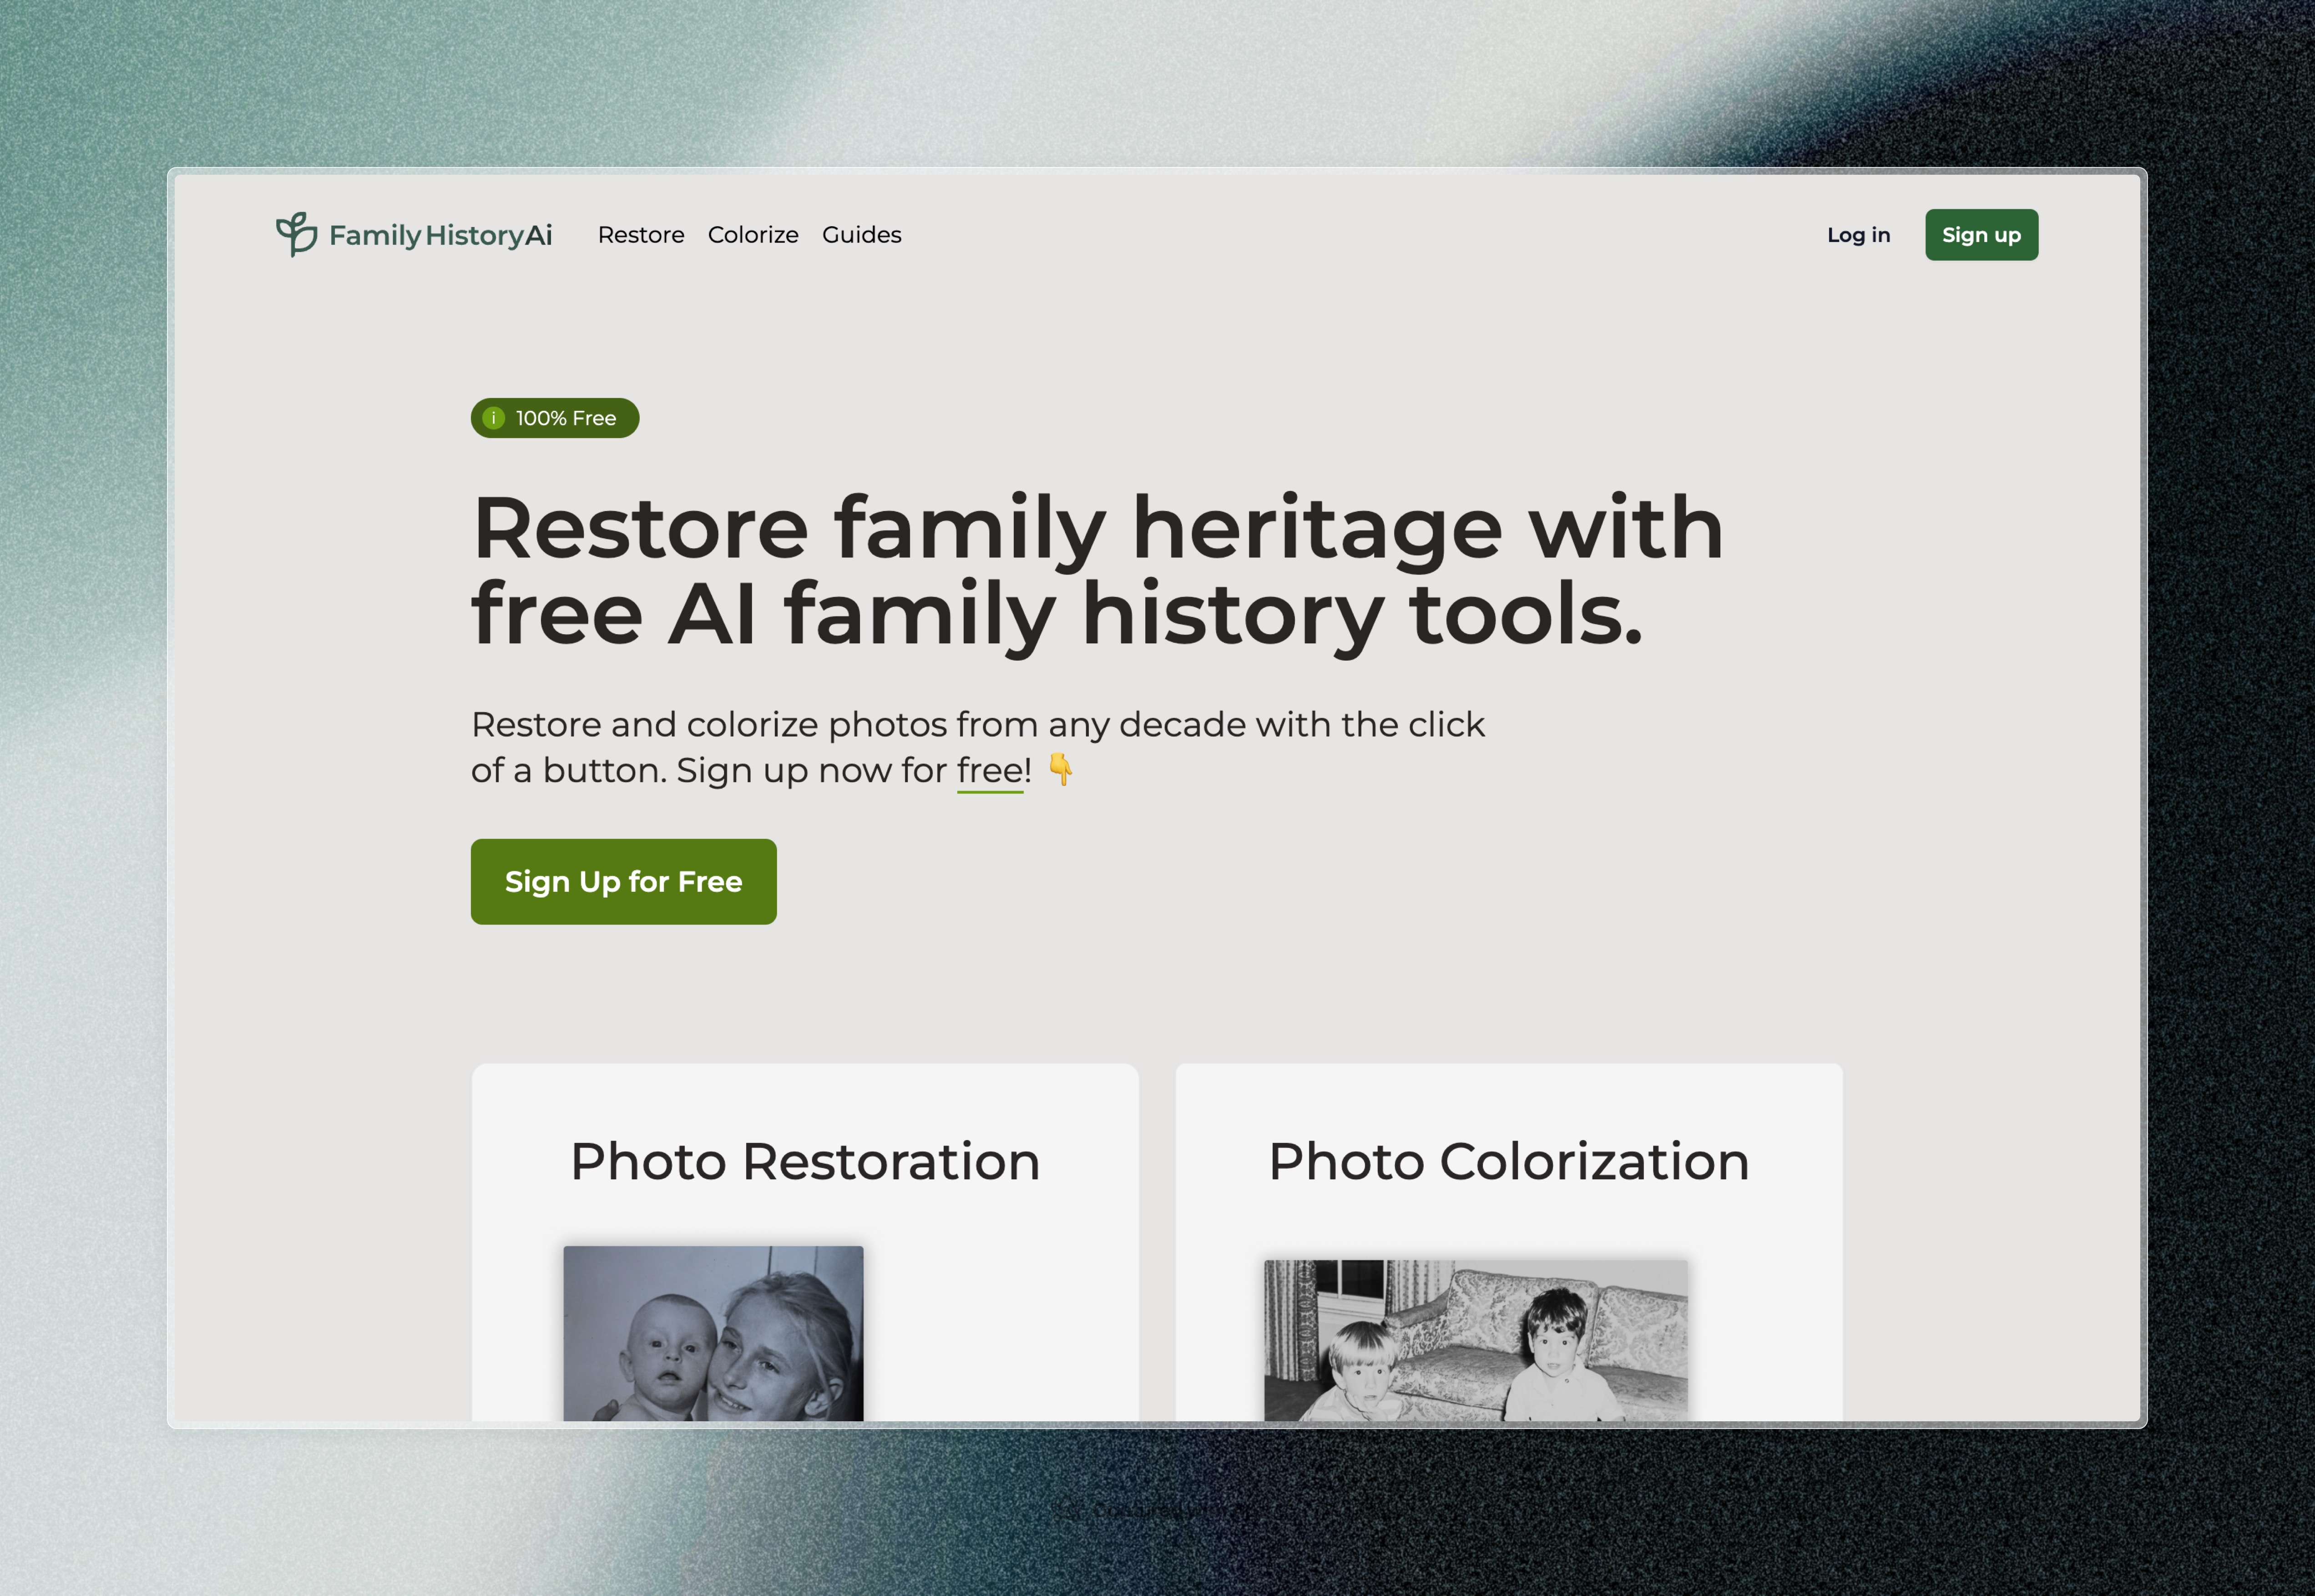 FamilyHistoryAi
Restore
Colorize
Guides
Log in
Sign up
i 100% Free
Restore family heritage with
free AI family history tools.
Restore and colorize photos from any decade with the click
of a button. Sign up now for free! 👇
Sign Up for Free
Photo Restoration
Photo Colorization